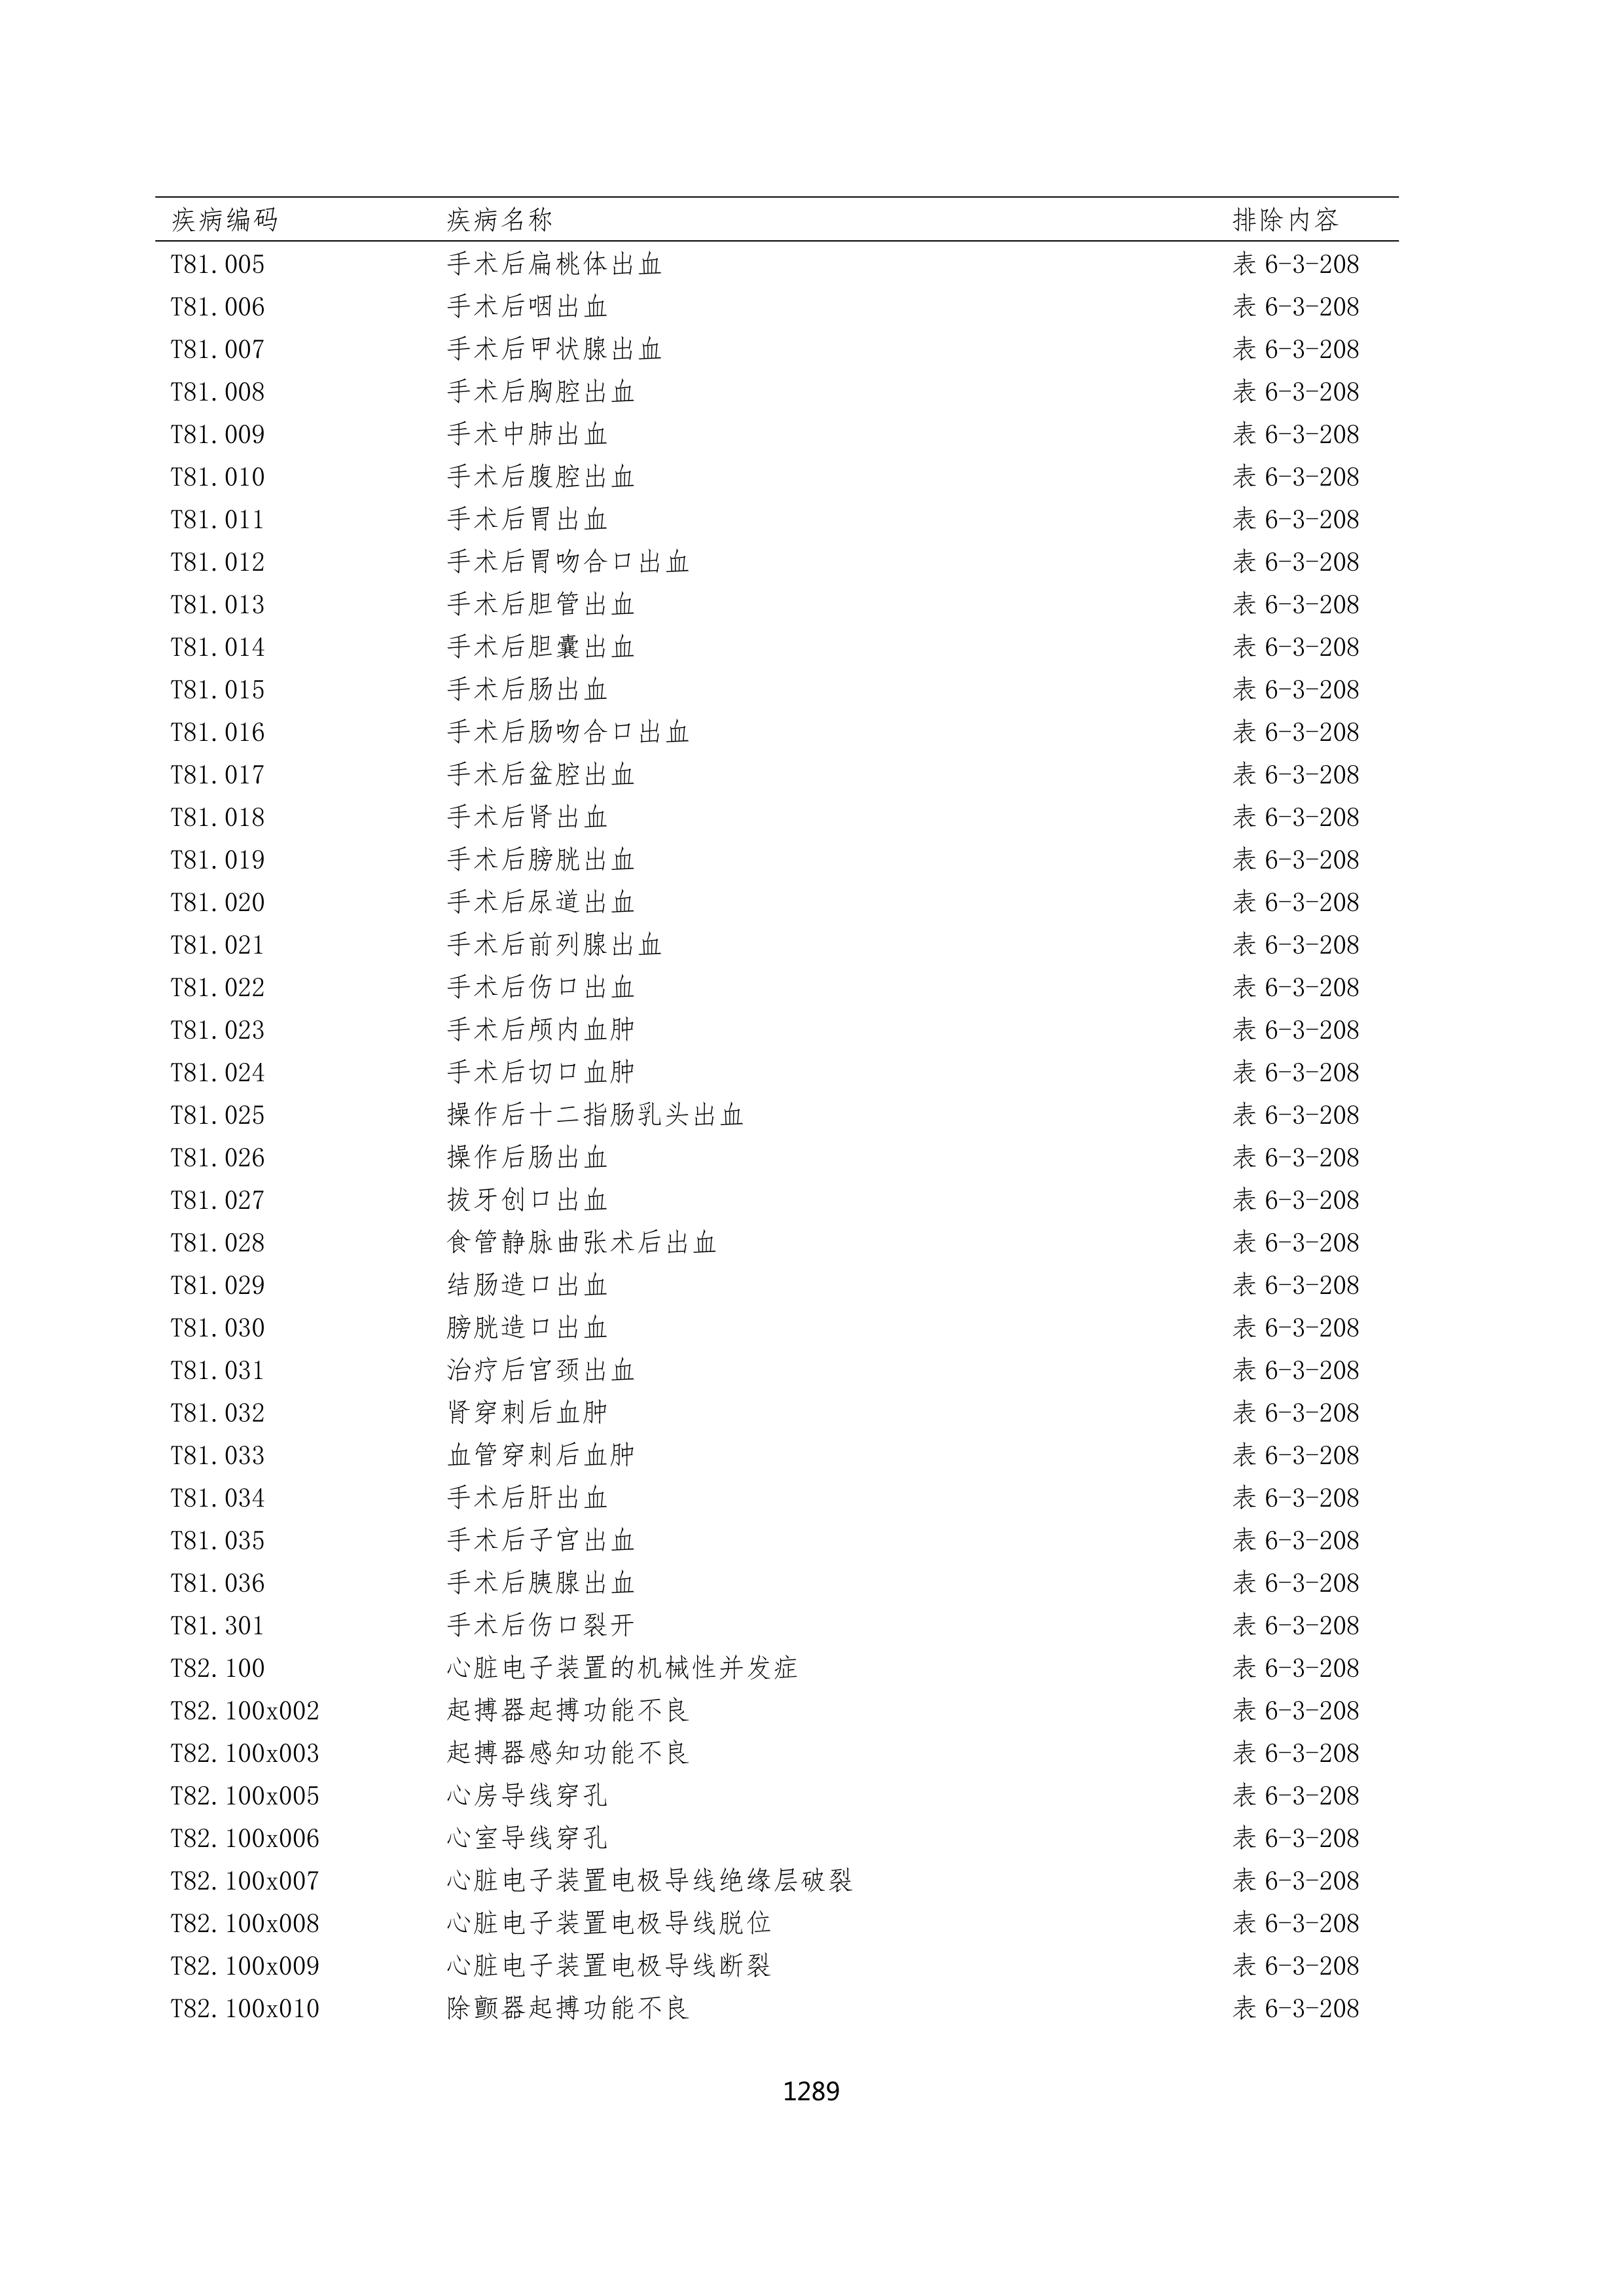 疾病编码 疾病名称 排除内容
T81.005 手术后扁桃体出血 表 6-3-208
T81.006 手术后咽出血 表 6-3-208
T81.007 手术后甲状腺出血 表 6-3-208
T81.008 手术后胸腔出血 表 6-3-208
T81.009 手术中肺出血 表 6-3-208
T81.010 手术后腹腔出血 表 6-3-208
T81.011 手术后胃出血 表 6-3-208
T81.012 手术后胃吻合口出血 表 6-3-208
T81.013 手术后胆管出血 表 6-3-208
T81.014 手术后胆囊出血 表 6-3-208
T81.015 手术后肠出血 表 6-3-208
T81.016 手术后肠吻合口出血 表 6-3-208
T81.017 手术后盆腔出血 表 6-3-208
T81.018 手术后肾出血 表 6-3-208
T81.019 手术后膀胱出血 表 6-3-208
T81.020 手术后尿道出血 表 6-3-208
T81.021 手术后前列腺出血 表 6-3-208
T81.022 手术后伤口出血 表 6-3-208
T81.023 手术后颅内血肿 表 6-3-208
T81.024 手术后切口血肿 表 6-3-208
T81.025 操作后十二指肠乳头出血 表 6-3-208
T81.026 操作后肠出血 表 6-3-208
T81.027 拔牙创口出血 表 6-3-208
T81.028 食管静脉曲张术后出血 表 6-3-208
T81.029 结肠造口出血 表 6-3-208
T81.030 膀胱造口出血 表 6-3-208
T81.031 治疗后宫颈出血 表 6-3-208
T81.032 肾穿刺后血肿 表 6-3-208
T81.033 血管穿刺后血肿 表 6-3-208
T81.034 手术后肝出血 表 6-3-208
T81.035 手术后子宫出血 表 6-3-208
T81.036 手术后胰腺出血 表 6-3-208
T81.301 手术后伤口裂开 表 6-3-208
T82.100 心脏电子装置的机械性并发症 表 6-3-208
T82.100x002 起搏器起搏功能不良 表 6-3-208
T82.100x003 起搏器感知功能不良 表 6-3-208
T82.100x005 心房导线穿孔 表 6-3-208
T82.100x006 心室导线穿孔 表 6-3-208
T82.100x007 心脏电子装置电极导线绝缘层破裂 表 6-3-208
T82.100x008 心脏电子装置电极导线脱位 表 6-3-208
T82.100x009 心脏电子装置电极导线断裂 表 6-3-208
T82.100x010 除颤器起搏功能不良 表 6-3-208
1289